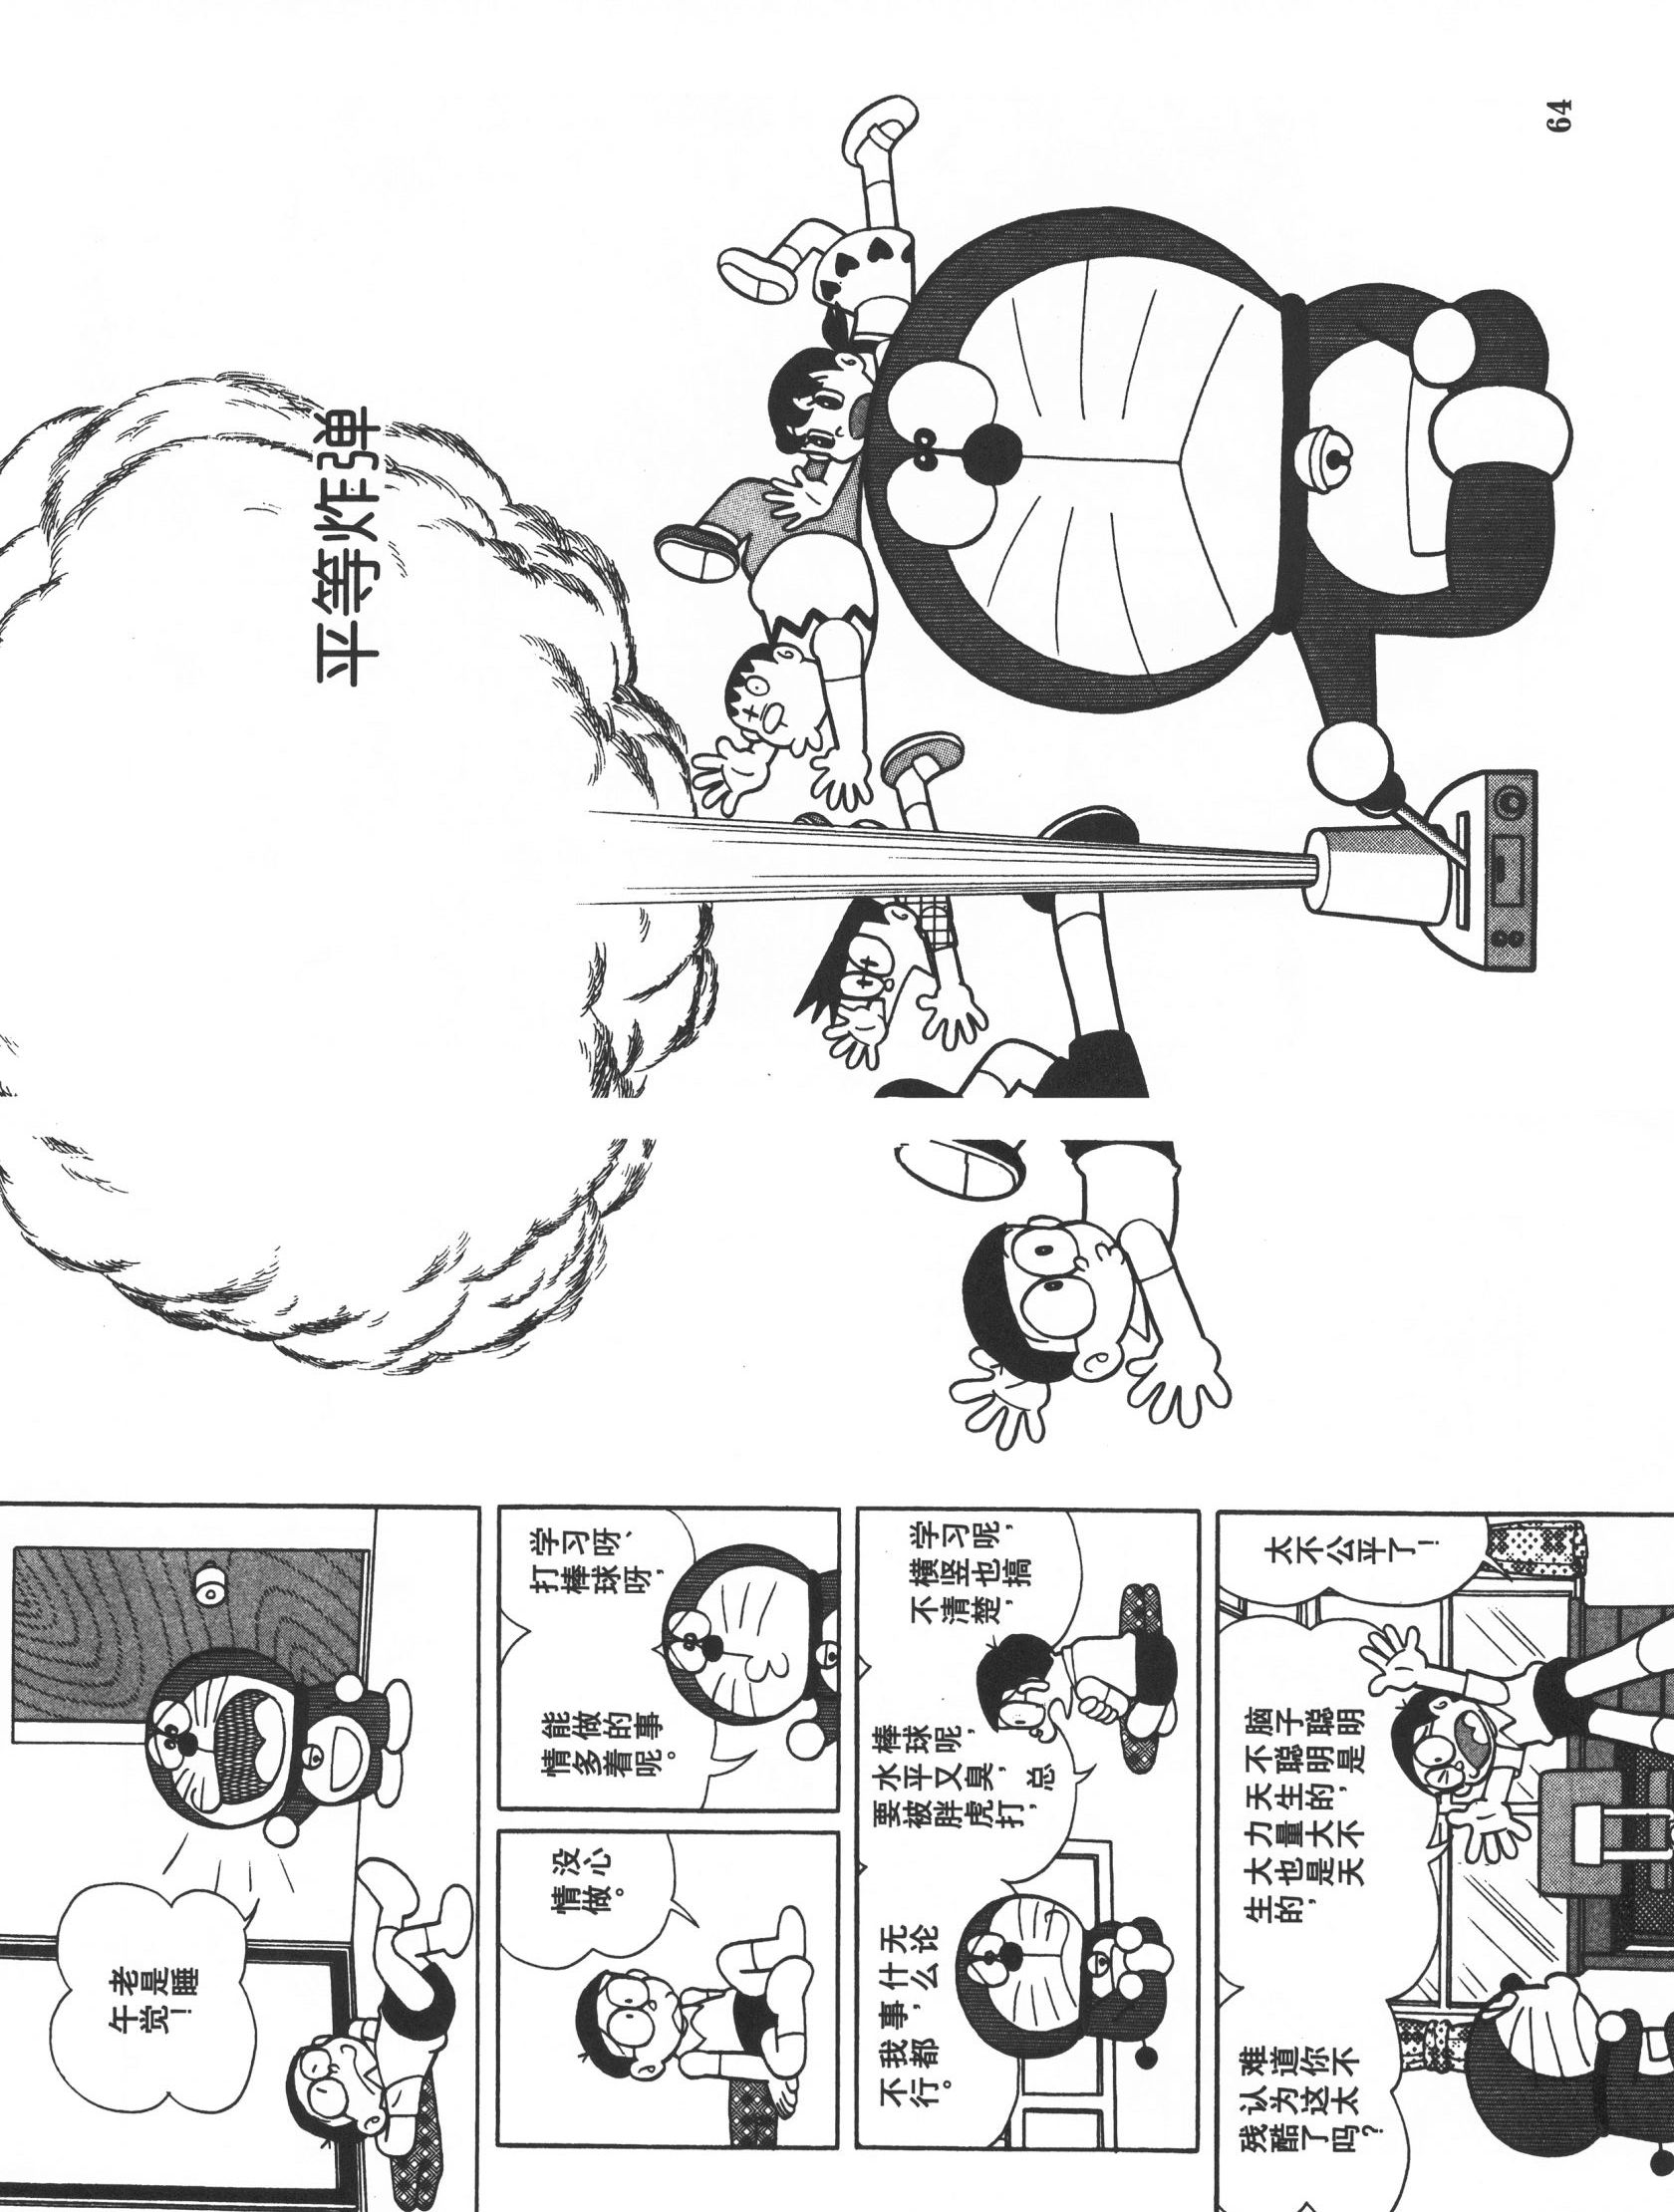 平等炸弹
64
老是睡
午觉！
学习呀、
打棒球呀，
能做的事
情多着呢。
没心
情做。
学习呢，
横竖也搞
不清楚，
棒球呢，
水平又臭，总
要被胖虎打，
无论
什么
事，
我都
不行。
太不公平了！
脑子聪明
不聪明是
天生的，
力量大不
大也是天
生的，
难道你不
认为这太
残酷了吗？